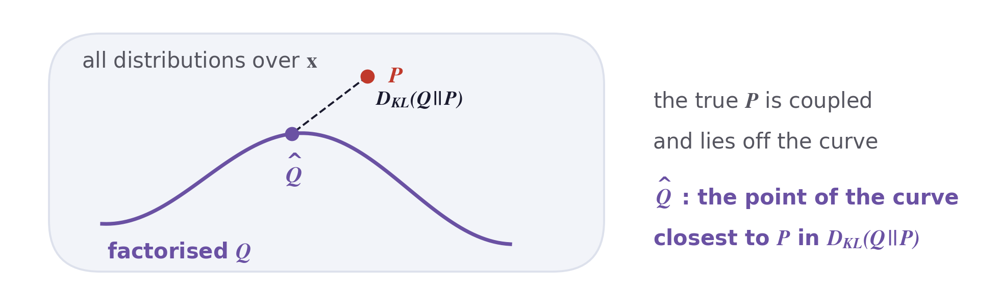 all distributions over x
P
D_KL(Q∥P)
Q̂
factorised Q
the true P is coupled
and lies off the curve
Q̂ : the point of the curve
closest to P in D_KL(Q∥P)